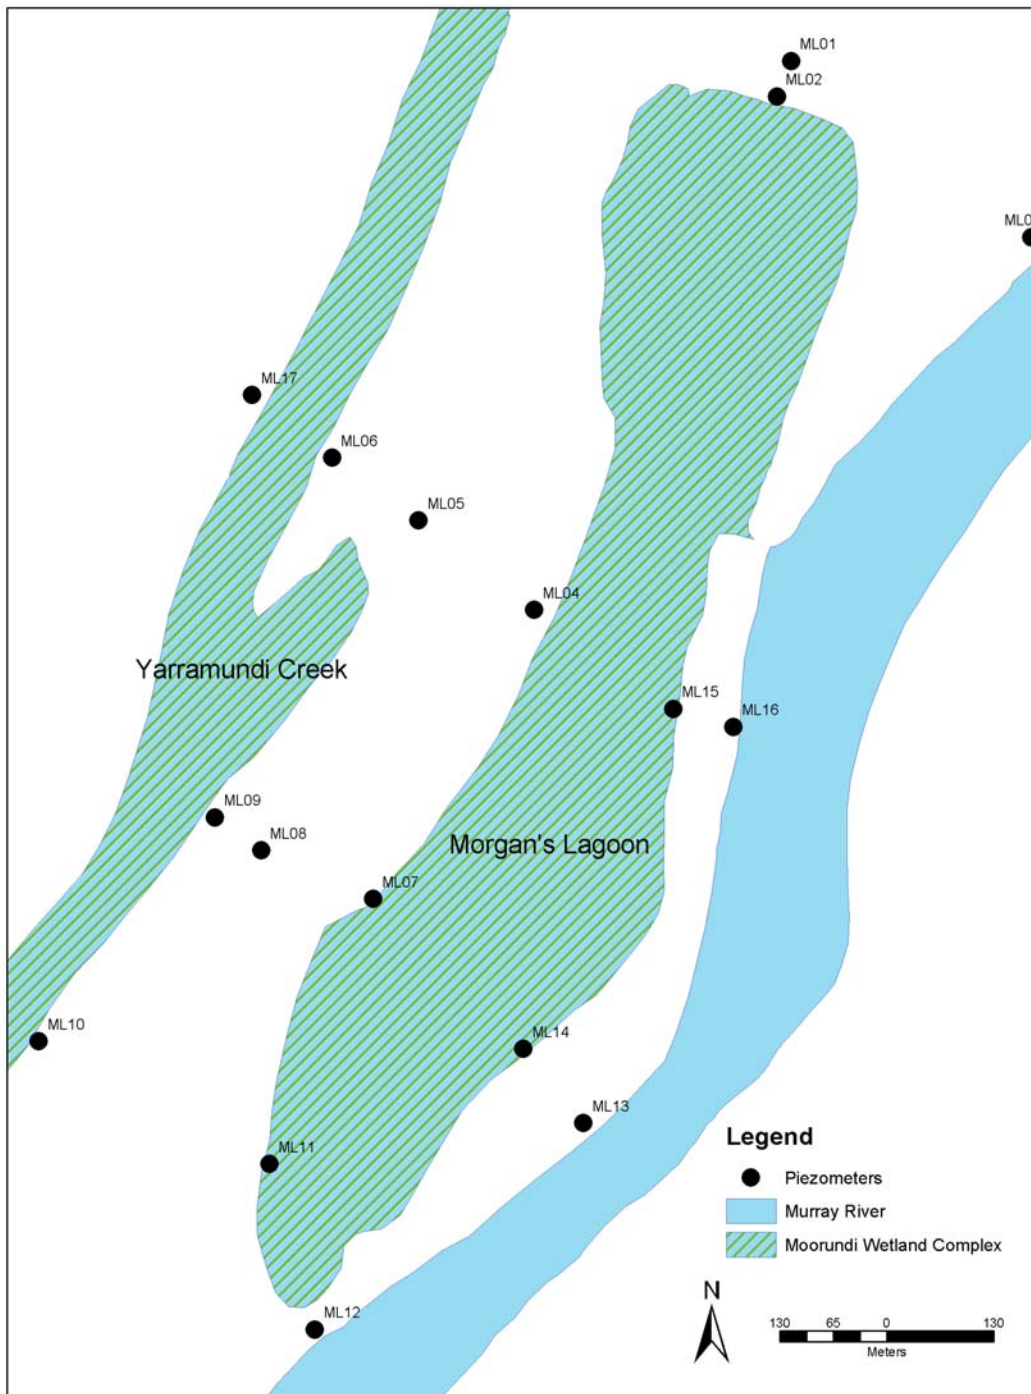 ML01
ML02
ML0
ML17
ML06
ML05
ML04
Yarramundi Creek
ML15
ML16
ML09
ML08
Morgan's Lagoon
ML07
ML10
ML14
ML13
Legend
ML11
Piezometers
Murray River
Moorundi Wetland Complex
N
ML12
130 65 0 130
Meters